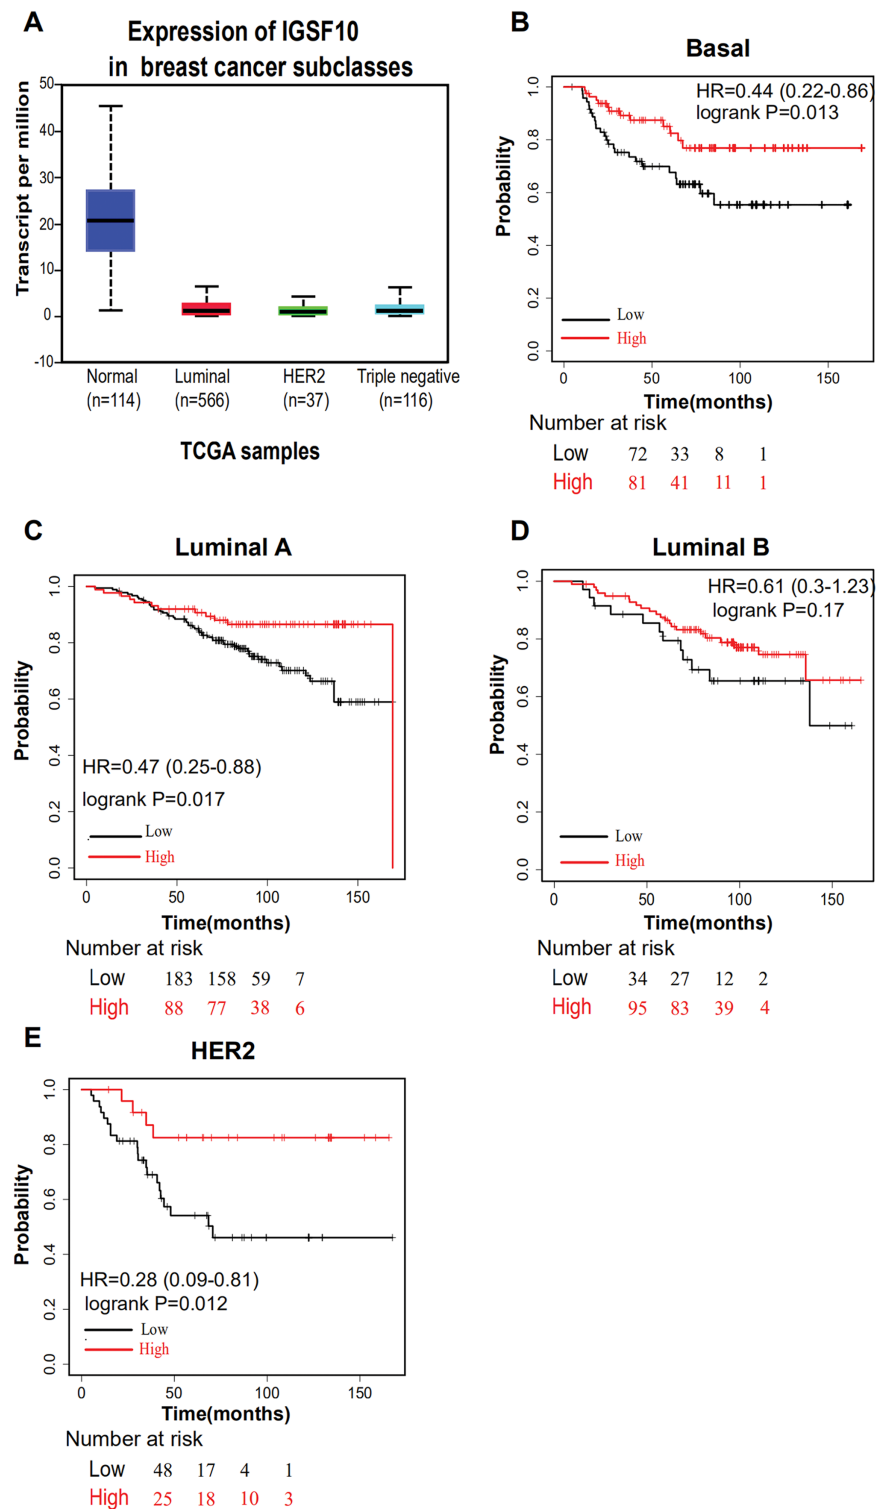 A
Expression of IGSF10
in breast cancer subclasses
Transcript per million
50
40
30
20
10
0
-10
Normal Luminal HER2 Triple negative
(n=114) (n=566) (n=37) (n=116)
TCGA samples
B
Basal
HR=0.44 (0.22-0.86)
logrank P=0.013
Probability
1.0
0.8
0.6
0.4
0.2
0.0
Low
High
0 50 100 150
Time(months)
Number at risk
Low 72 33 8 1
High 81 41 11 1
C
Luminal A
Probability
1.0
0.8
0.6
0.4
0.2
0.0
HR=0.47 (0.25-0.88)
logrank P=0.017
Low
High
0 50 100 150
Time(months)
Number at risk
Low 183 158 59 7
High 88 77 38 6
D
Luminal B
HR=0.61 (0.3-1.23)
logrank P=0.17
Probability
1.0
0.8
0.6
0.4
0.2
0.0
Low
High
0 50 100 150
Time(months)
Number at risk
Low 34 27 12 2
High 95 83 39 4
E
HER2
Probability
1.0
0.8
0.6
0.4
0.2
0.0
HR=0.28 (0.09-0.81)
logrank P=0.012
Low
High
0 50 100 150
Time(months)
Number at risk
Low 48 17 4 1
High 25 18 10 3